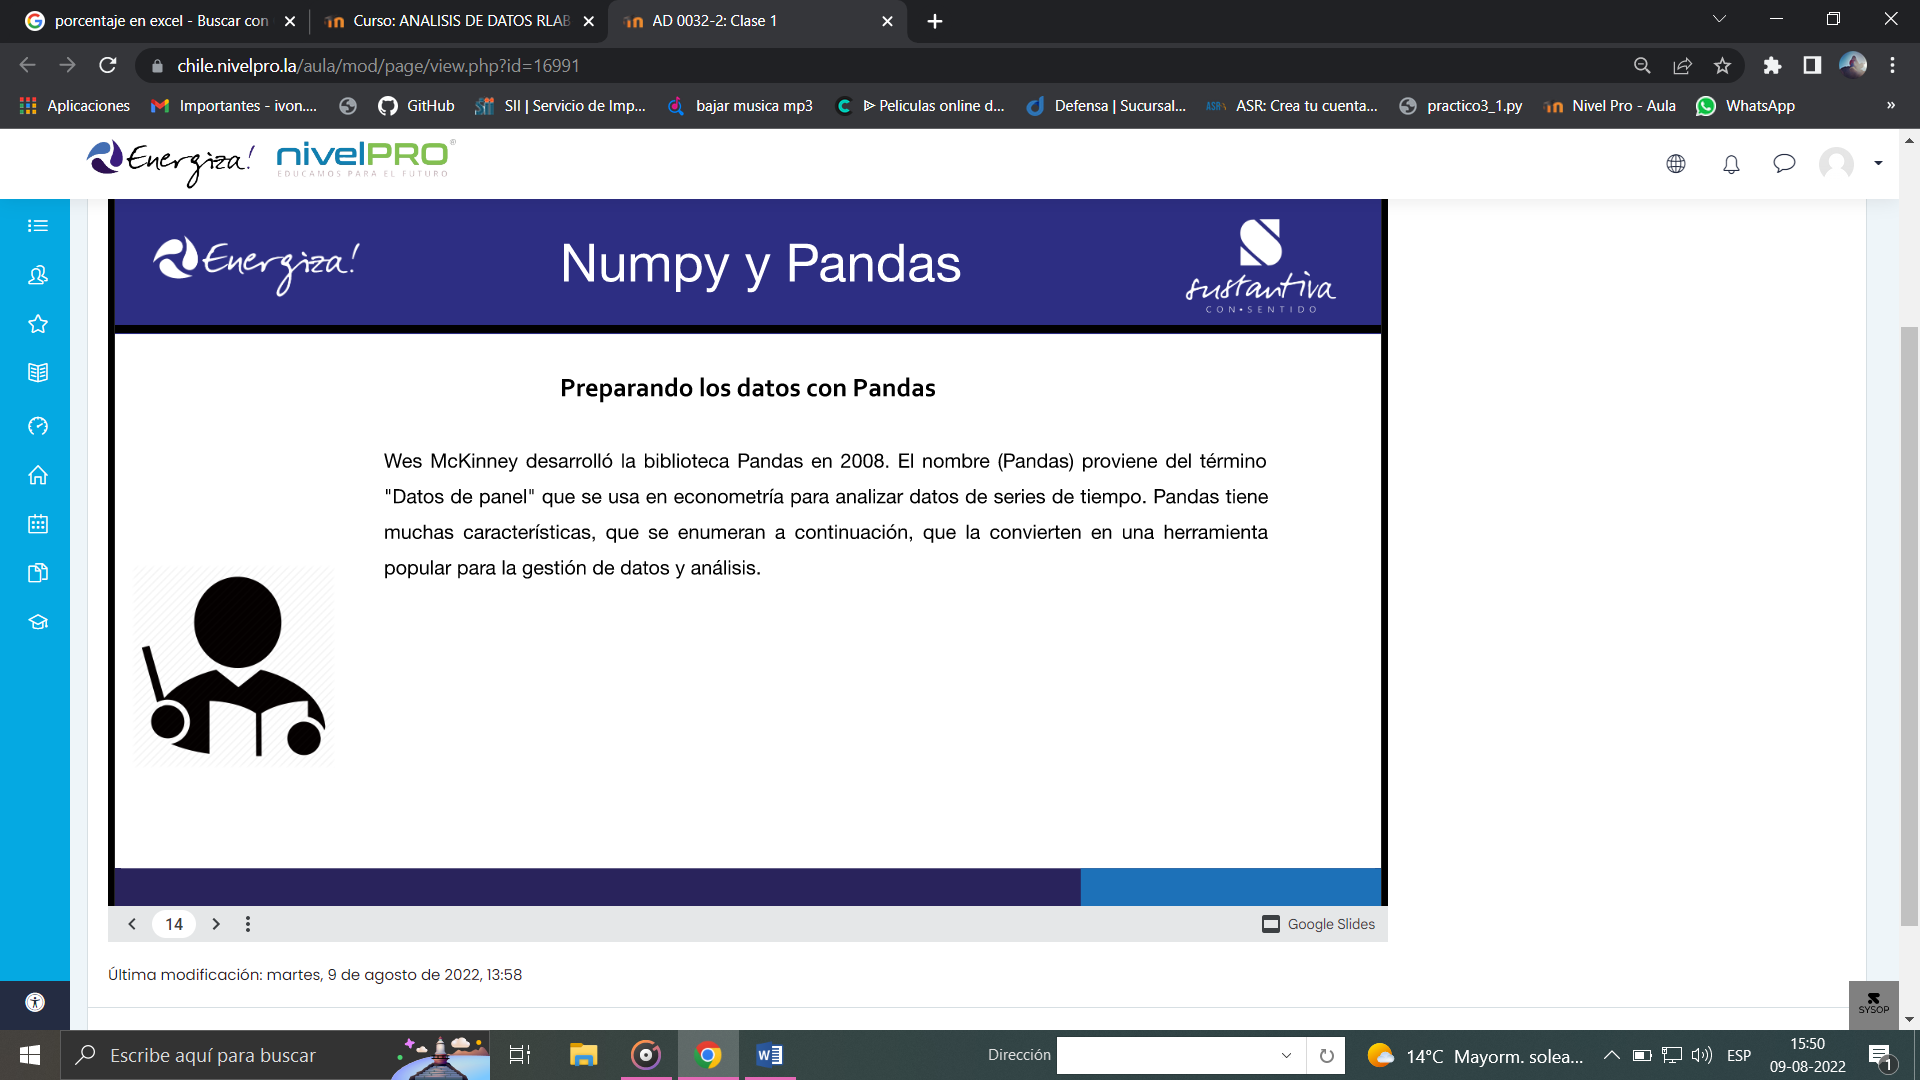 porcentaje en excel - Buscar con
Curso: ANALISIS DE DATOS RLAB
AD 0032-2: Clase 1
chile.nivelpro.la/aula/mod/page/view.php?id=16991
Aplicaciones
Importantes - ivon....
GitHub
SII | Servicio de Imp...
bajar musica mp3
Peliculas online d...
Defensa | Sucursal...
ASR: Crea tu cuenta...
practico3_1.py
Nivel Pro - Aula
WhatsApp
»
Energiza!
nivelPRO®
EDUCAMOS PARA EL FUTURO
Energiza!
Numpy y Pandas
sustantiva
CON•SENTIDO
Preparando los datos con Pandas
Wes McKinney desarrolló la biblioteca Pandas en 2008. El nombre (Pandas) proviene del término
"Datos de panel" que se usa en econometría para analizar datos de series de tiempo. Pandas tiene
muchas características, que se enumeran a continuación, que la convierten en una herramienta
popular para la gestión de datos y análisis.
14
Google Slides
Última modificación: martes, 9 de agosto de 2022, 13:58
SYSOP
Escribe aquí para buscar
Dirección
14°C Mayorm. solea...
ESP
15:50
09-08-2022
1